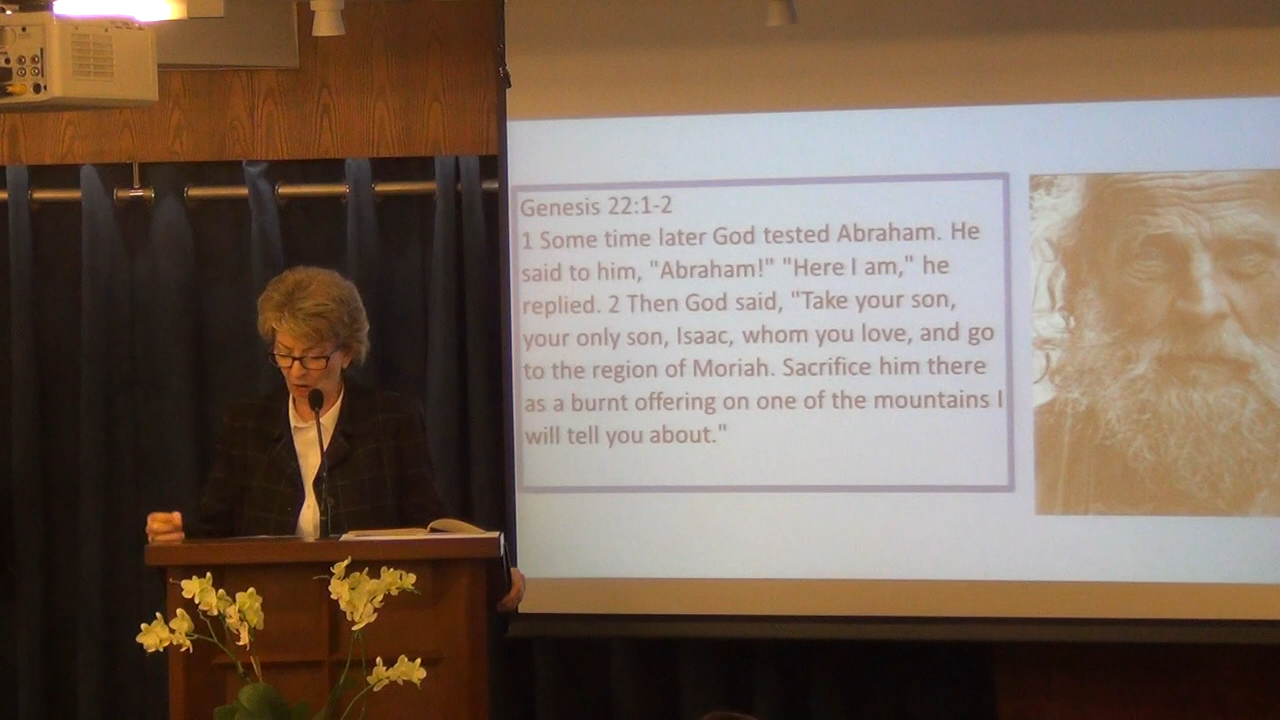 Genesis 22:1-2
1 Some time later God tested Abraham. He
said to him, "Abraham!" "Here I am," he
replied. 2 Then God said, "Take your son,
your only son, Isaac, whom you love, and go
to the region of Moriah. Sacrifice him there
as a burnt offering on one of the mountains I
will tell you about."